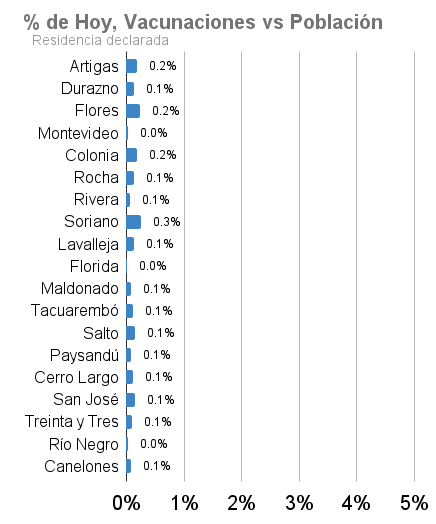 % de Hoy, Vacunaciones vs Población
Residencia declarada
Artigas 0.2%
Durazno 0.1%
Flores 0.2%
Montevideo 0.0%
Colonia 0.2%
Rocha 0.1%
Rivera 0.1%
Soriano 0.3%
Lavalleja 0.1%
Florida 0.0%
Maldonado 0.1%
Tacuarembó 0.1%
Salto 0.1%
Paysandú 0.1%
Cerro Largo 0.1%
San José 0.1%
Treinta y Tres 0.1%
Río Negro 0.0%
Canelones 0.1%
0% 1% 2% 3% 4% 5%